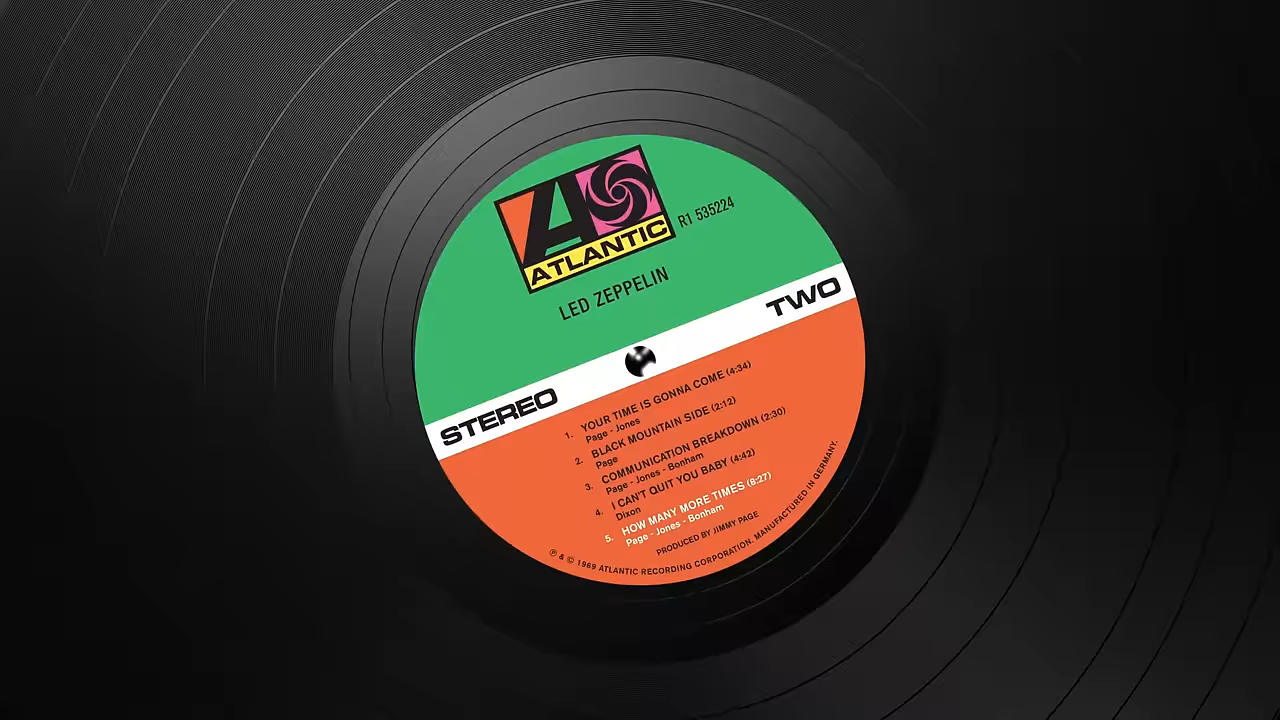 ATLANTIC
R1 535224
LED ZEPPELIN
STEREO
TWO
1. YOUR TIME IS GONNA COME (4:34)
Page - Jones
2. BLACK MOUNTAIN SIDE (2:12)
Page
3. COMMUNICATION BREAKDOWN (2:30)
Page - Jones - Bonham
4. I CAN'T QUIT YOU BABY (4:42)
Dixon
5. HOW MANY MORE TIMES (8:27)
Page - Jones - Bonham
PRODUCED BY JIMMY PAGE
℗ & © 1969 ATLANTIC RECORDING CORPORATION. MANUFACTURED IN GERMANY.